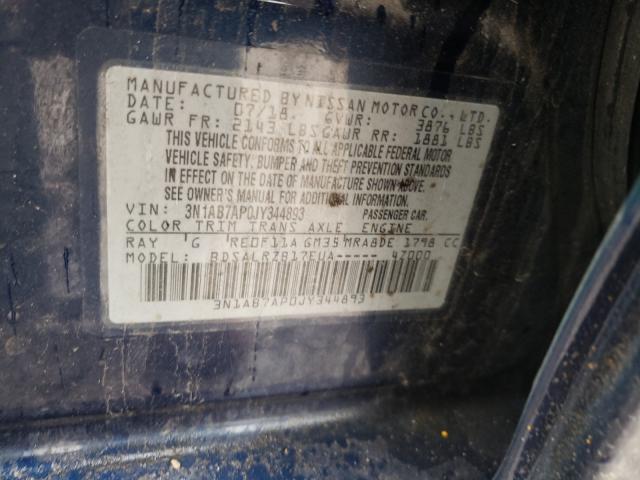 MANUFACTURED BY NISSAN MOTOR CO., LTD.
DATE: 07/18 GVWR: 3876 LBS
GAWR FR: 2143 LBS GAWR RR: 1881 LBS
THIS VEHICLE CONFORMS TO ALL APPLICABLE FEDERAL MOTOR
VEHICLE SAFETY, BUMPER AND THEFT PREVENTION STANDARDS
IN EFFECT ON THE DATE OF MANUFACTURE SHOWN ABOVE.
SEE OWNER'S MANUAL FOR ADDITIONAL INFORMATION.
VIN: 3N1AB7AP0JY344893 PASSENGER CAR.
COLOR TRIM TRANS AXLE ENGINE
RAY G RE0F11A GM35 MRA8DE 1798 CC
MODEL: BDSALRZB17EUA----- 47000
3N1AB7AP0JY344893